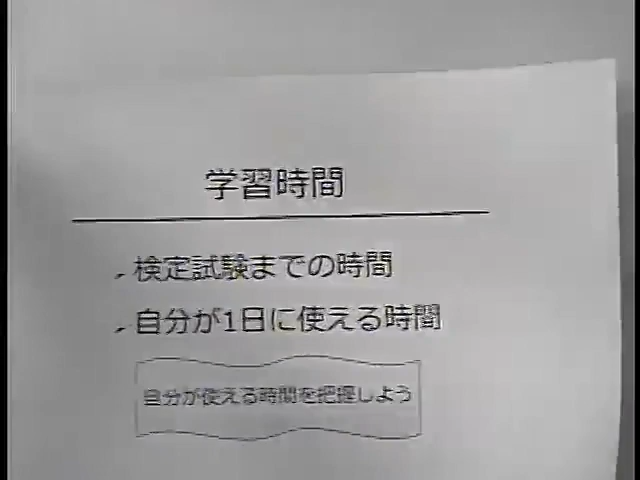 学習時間
検定試験までの時間
自分が1日に使える時間
自分が使える時間を把握しよう